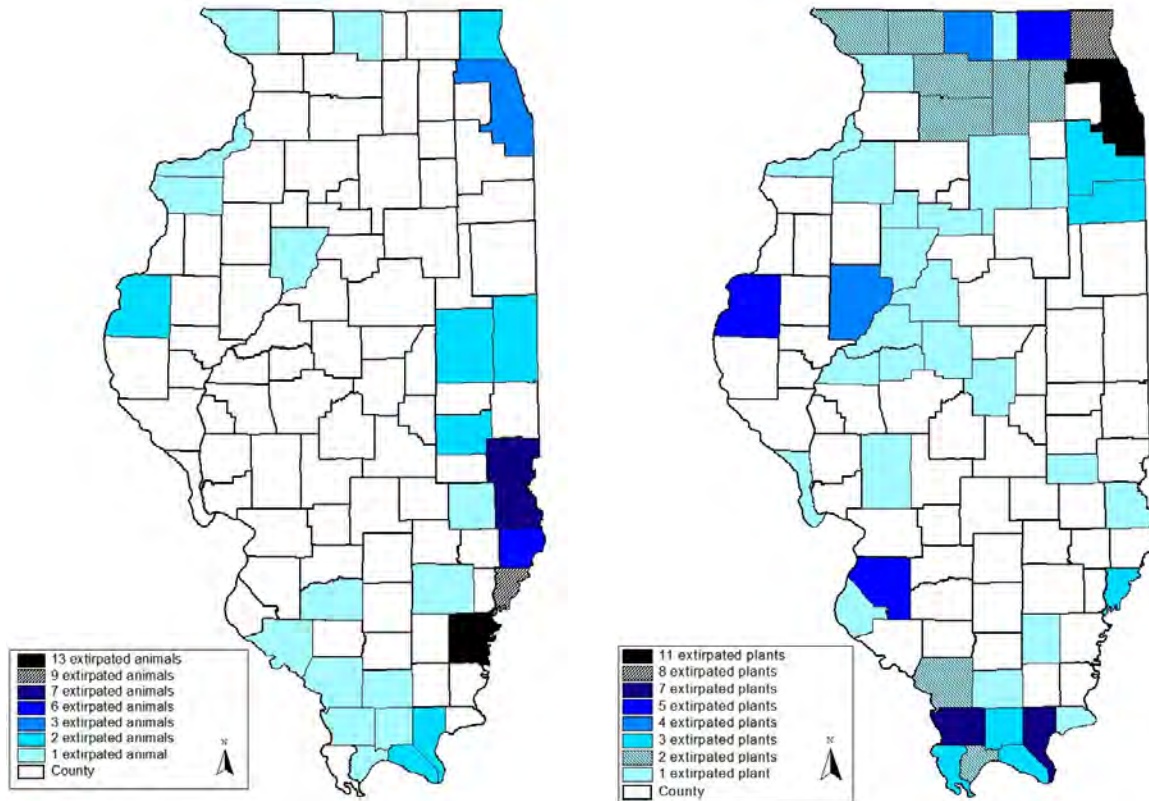 13 extirpated animals
9 extirpated animals
7 extirpated animals
6 extirpated animals
3 extirpated animals
2 extirpated animals
1 extirpated animal
County
N
11 extirpated plants
8 extirpated plants
7 extirpated plants
5 extirpated plants
4 extirpated plants
3 extirpated plants
2 extirpated plants
1 extirpated plant
County
N